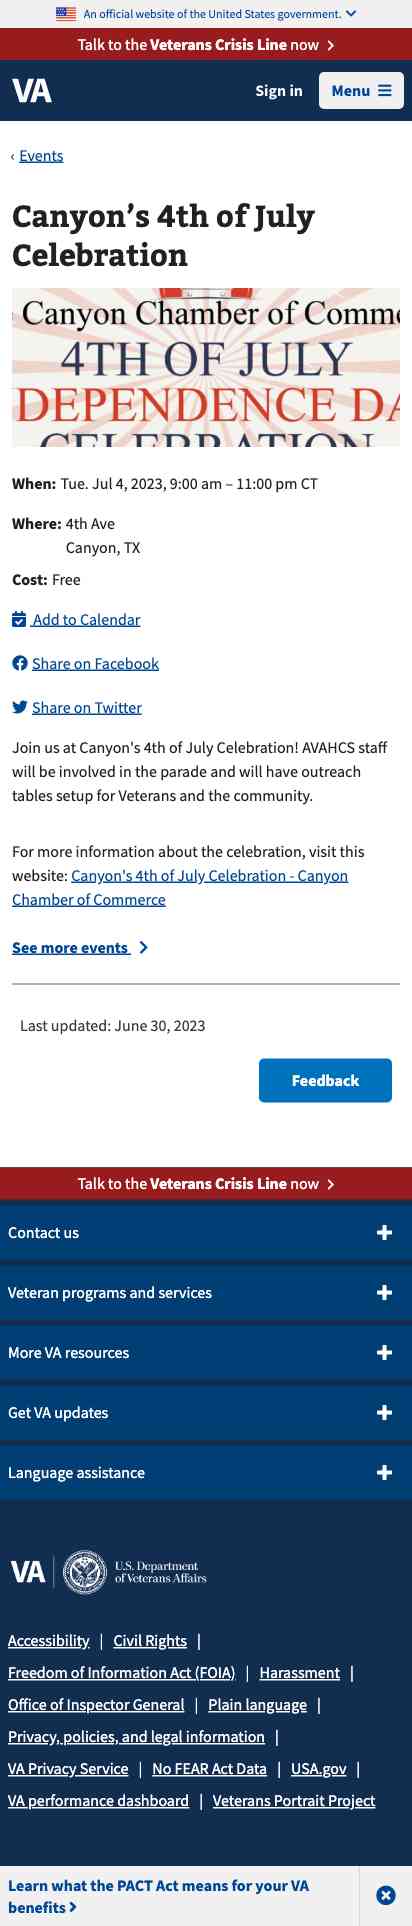 An official website of the United States government.
Talk to the Veterans Crisis Line now
VA
Sign in
Menu
‹ Events
Canyon's 4th of July
Celebration
Canyon Chamber of Comme
4TH OF JULY
DEPENDENCE DA
CELEBRATION
When: Tue. Jul 4, 2023, 9:00 am – 11:00 pm CT
Where: 4th Ave
Canyon, TX
Cost: Free
Add to Calendar
Share on Facebook
Share on Twitter
Join us at Canyon's 4th of July Celebration! AVAHCS staff
will be involved in the parade and will have outreach
tables setup for Veterans and the community.
For more information about the celebration, visit this
website: Canyon's 4th of July Celebration - Canyon
Chamber of Commerce
See more events
Last updated: June 30, 2023
Feedback
Talk to the Veterans Crisis Line now
Contact us
Veteran programs and services
More VA resources
Get VA updates
Language assistance
VA
U.S. Department
of Veterans Affairs
Accessibility | Civil Rights |
Freedom of Information Act (FOIA) | Harassment |
Office of Inspector General | Plain language |
Privacy, policies, and legal information |
VA Privacy Service | No FEAR Act Data | USA.gov |
VA performance dashboard | Veterans Portrait Project
Learn what the PACT Act means for your VA
benefits